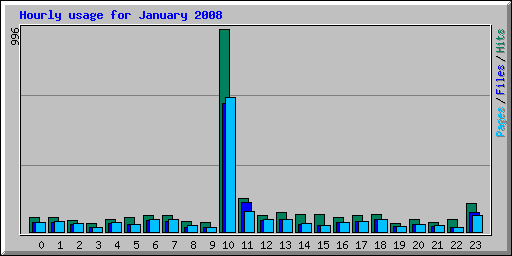 Hourly usage for January 2008
996
Pages/Files/Hits
0 1 2 3 4 5 6 7 8 9 10 11 12 13 14 15 16 17 18 19 20 21 22 23